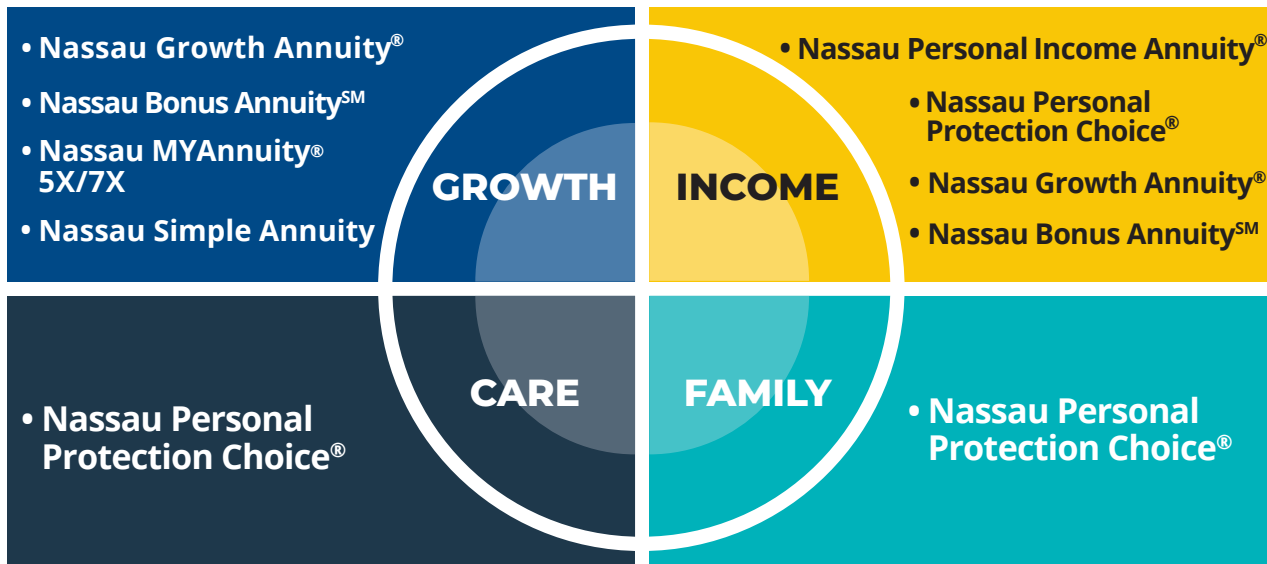 • Nassau Growth Annuity®
• Nassau Bonus Annuity℠
• Nassau MYAnnuity®
5X/7X
• Nassau Simple Annuity
GROWTH
INCOME
• Nassau Personal Income Annuity®
• Nassau Personal
Protection Choice®
• Nassau Growth Annuity®
• Nassau Bonus Annuity℠
• Nassau Personal
Protection Choice®
CARE
FAMILY
• Nassau Personal
Protection Choice®